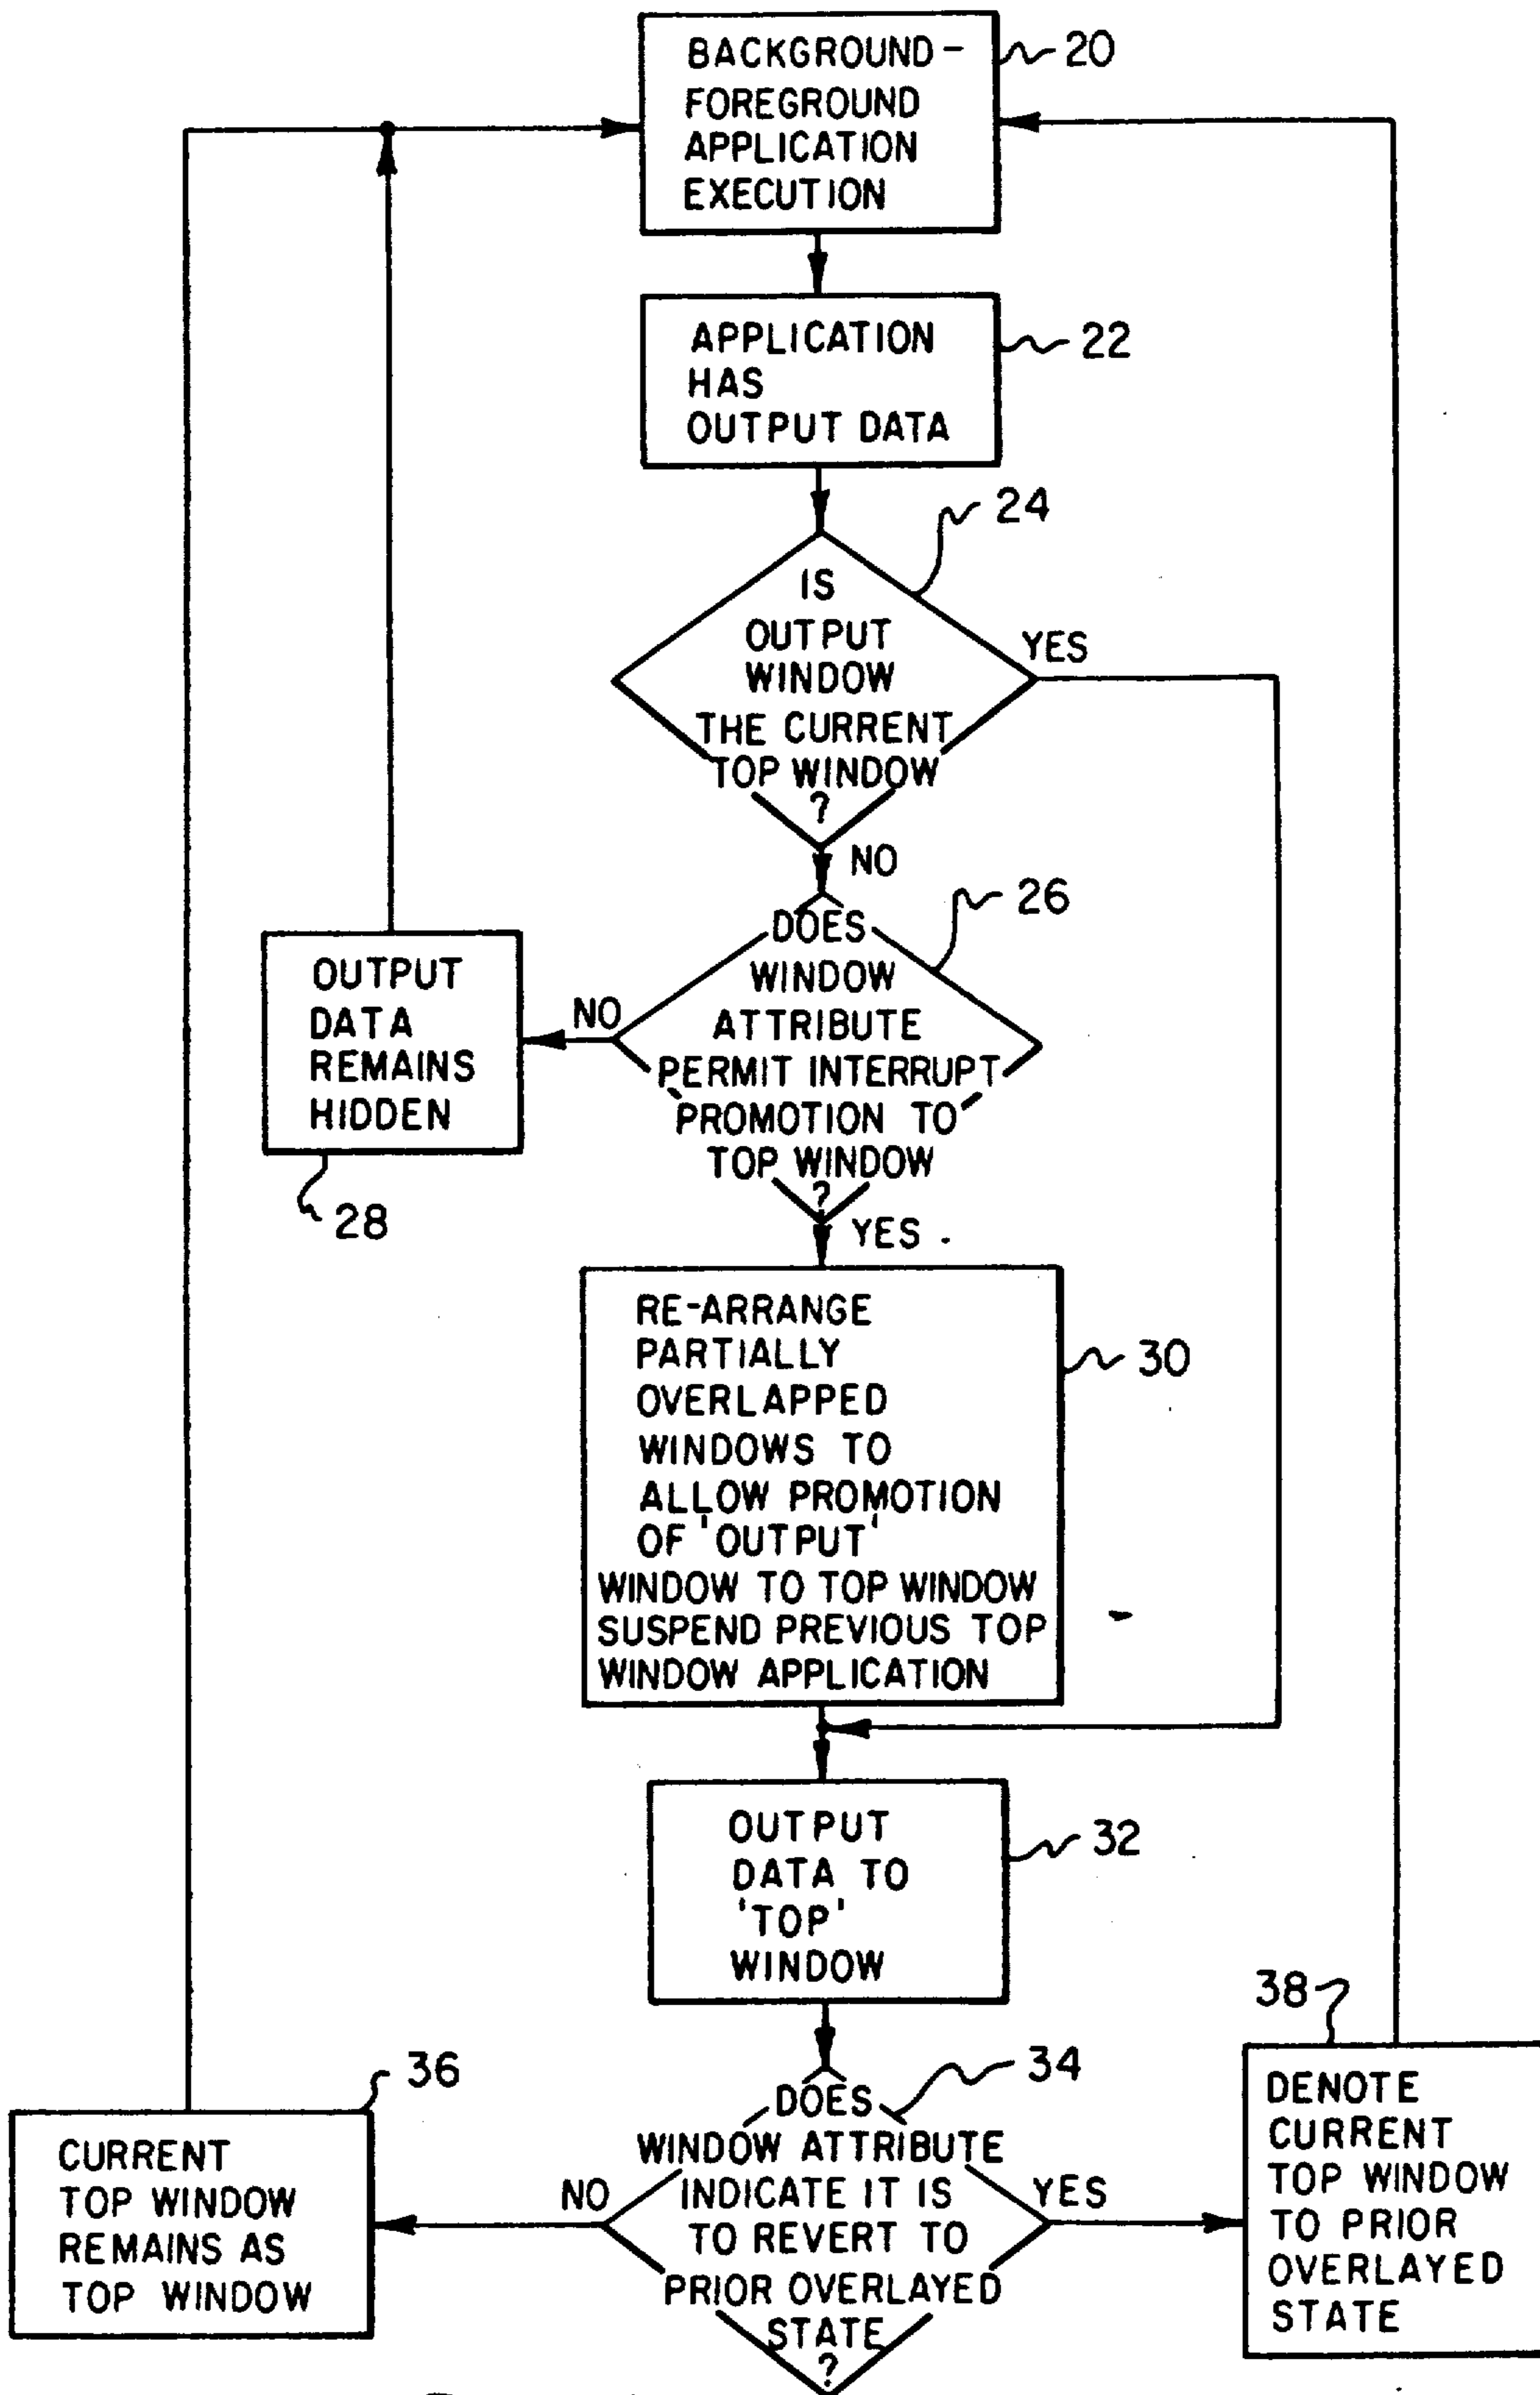 BACKGROUND-
FOREGROUND
APPLICATION
EXECUTION
20
APPLICATION
HAS
OUTPUT DATA
22
24
IS
OUTPUT
WINDOW
THE CURRENT
TOP WINDOW
?
YES
NO
26
DOES
WINDOW
ATTRIBUTE
PERMIT INTERRUPT
PROMOTION TO
TOP WINDOW
?
NO
YES
OUTPUT
DATA
REMAINS
HIDDEN
28
RE-ARRANGE
PARTIALLY
OVERLAPPED
WINDOWS TO
ALLOW PROMOTION
OF 'OUTPUT'
WINDOW TO TOP WINDOW
SUSPEND PREVIOUS TOP
WINDOW APPLICATION
30
OUTPUT
DATA TO
'TOP'
WINDOW
32
34
DOES
WINDOW ATTRIBUTE
INDICATE IT IS
TO REVERT TO
PRIOR OVERLAYED
STATE
?
NO
YES
36
CURRENT
TOP WINDOW
REMAINS AS
TOP WINDOW
38
DENOTE
CURRENT
TOP WINDOW
TO PRIOR
OVERLAYED
STATE